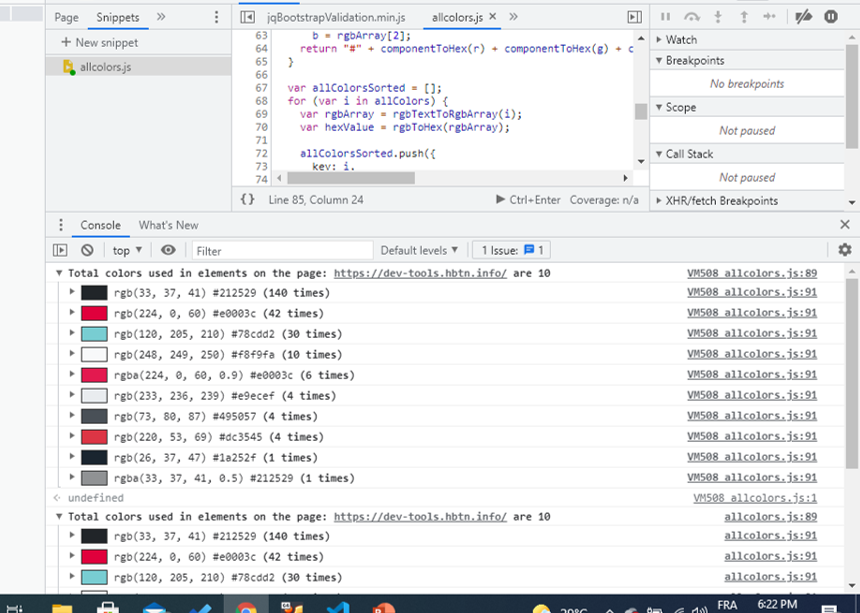 Page Snippets »
jqBootstrapValidation.min.js allcolors.js × »
+ New snippet
allcolors.js
63 b = rgbArray[2];
64 return "#" + componentToHex(r) + componentToHex(g) + c
65 }
66
67 var allColorsSorted = [];
68 for (var i in allColors) {
69 var rgbArray = rgbTextToRgbArray(i);
70 var hexValue = rgbToHex(rgbArray);
71
72 allColorsSorted.push({
73 key: i,
74
{} Line 85, Column 24 Ctrl+Enter Coverage: n/a
Watch
Breakpoints
No breakpoints
Scope
Not paused
Call Stack
Not paused
XHR/fetch Breakpoints
Console What's New
top Filter Default levels 1 Issue: 1
Total colors used in elements on the page: https://dev-tools.hbtn.info/ are 10 VM508 allcolors.js:89
rgb(33, 37, 41) #212529 (140 times) VM508 allcolors.js:91
rgb(224, 0, 60) #e0003c (42 times) VM508 allcolors.js:91
rgb(120, 205, 210) #78cdd2 (30 times) VM508 allcolors.js:91
rgb(248, 249, 250) #f8f9fa (10 times) VM508 allcolors.js:91
rgba(224, 0, 60, 0.9) #e0003c (6 times) VM508 allcolors.js:91
rgb(233, 236, 239) #e9ecef (4 times) VM508 allcolors.js:91
rgb(73, 80, 87) #495057 (4 times) VM508 allcolors.js:91
rgb(220, 53, 69) #dc3545 (4 times) VM508 allcolors.js:91
rgb(26, 37, 47) #1a252f (1 times) VM508 allcolors.js:91
rgba(33, 37, 41, 0.5) #212529 (1 times) VM508 allcolors.js:91
undefined VM508 allcolors.js:1
Total colors used in elements on the page: https://dev-tools.hbtn.info/ are 10 allcolors.js:89
rgb(33, 37, 41) #212529 (140 times) allcolors.js:91
rgb(224, 0, 60) #e0003c (42 times) allcolors.js:91
rgb(120, 205, 210) #78cdd2 (30 times) allcolors.js:91
FRA 6:22 PM